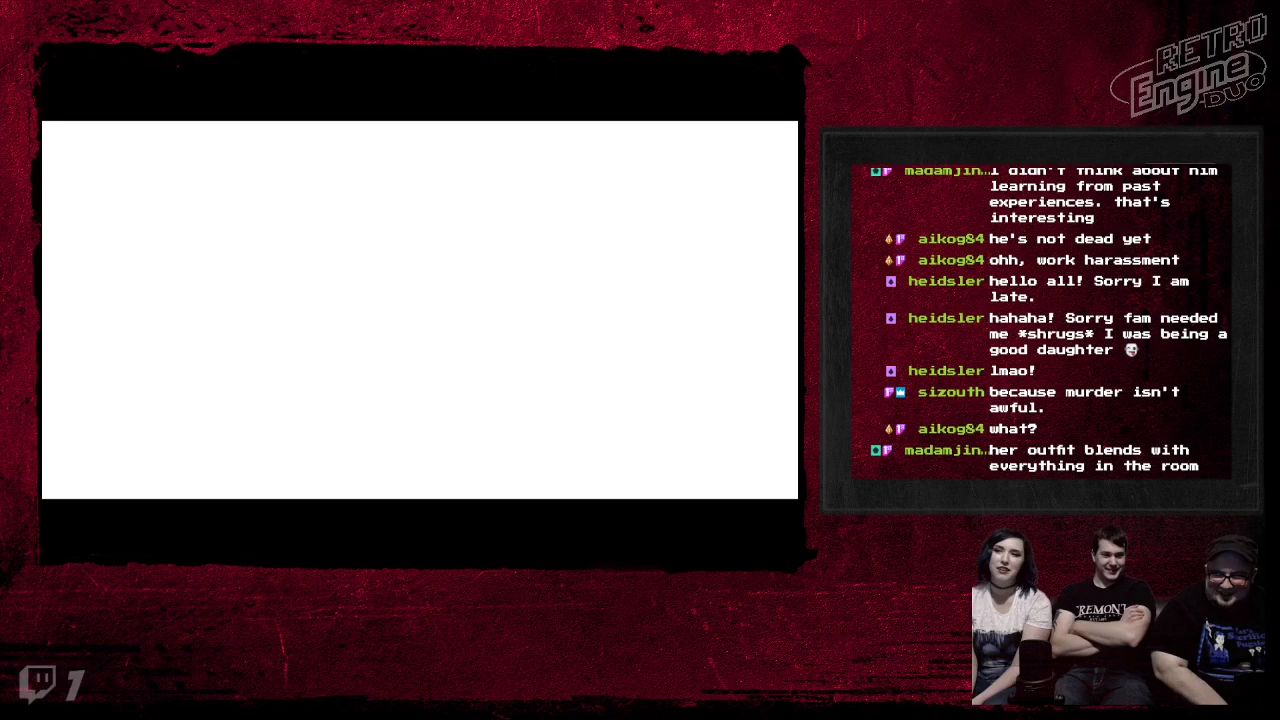 RETRO
Engine
DUO
madamjin..I didn't think about him
learning from past
experiences. that's
interesting
aikog84 he's not dead yet
aikog84 ohh, work harassment
heidsler hello all! Sorry I am
late.
heidsler hahaha! Sorry fam needed
me *shrugs* I was being a
good daughter
heidsler lmao!
sizouth because murder isn't
awful.
aikog84 what?
madamjin..her outfit blends with
everything in the room
1